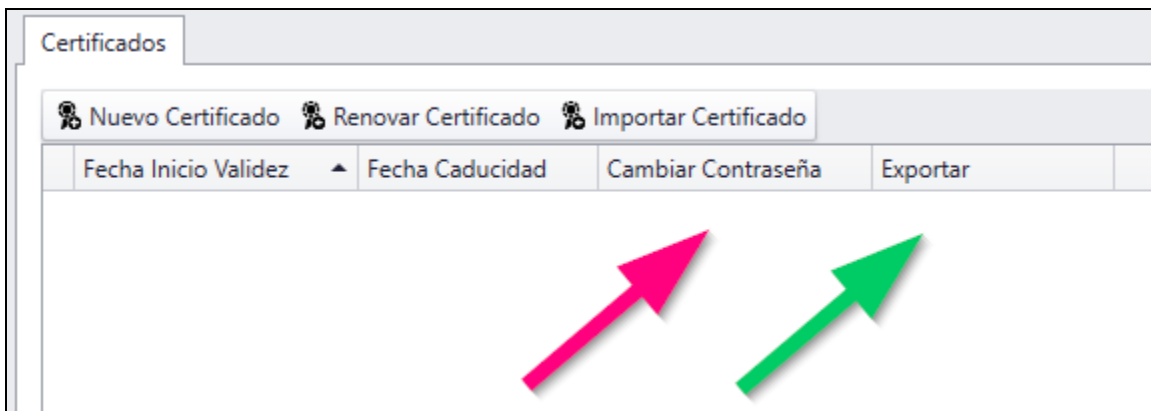 Certificados
Nuevo Certificado Renovar Certificado Importar Certificado
Fecha Inicio Validez Fecha Caducidad Cambiar Contraseña Exportar